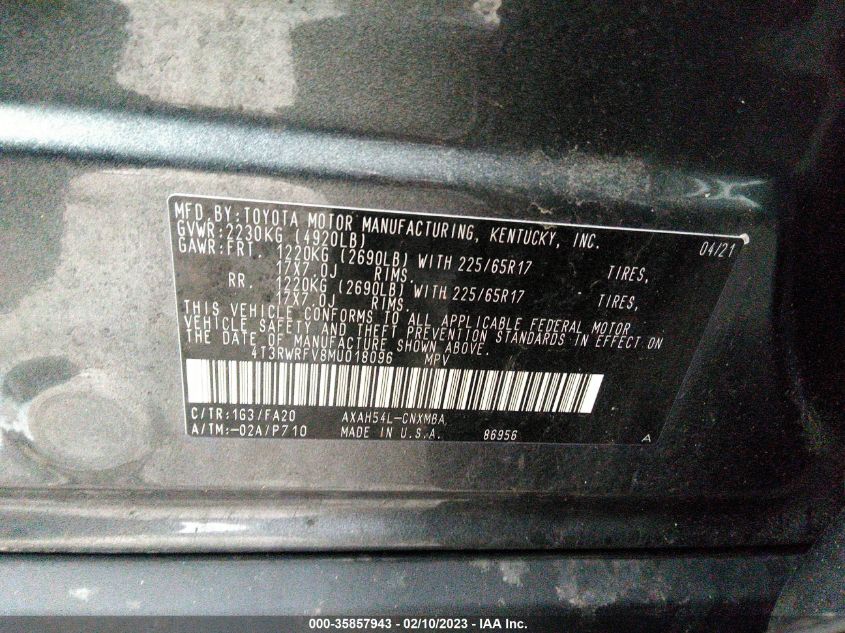 MFD.BY:TOYOTA MOTOR MANUFACTURING, KENTUCKY, INC.
GVWR:2230KG (4920LB) 04/21
GAWR:FRT. 1220KG (2690LB) WITH 225/65R17 TIRES,
17X7.0J RIMS,
RR. 1220KG (2690LB) WITH 225/65R17 TIRES,
17X7.0J RIMS.
THIS VEHICLE CONFORMS TO ALL APPLICABLE FEDERAL MOTOR
VEHICLE SAFETY AND THEFT PREVENTION STANDARDS IN EFFECT ON
THE DATE OF MANUFACTURE SHOWN ABOVE.
4T3RWRFV8MU018096 MPV
C/TR:1G3/FA20 AXAH54L-CNXMBA
A/TM:-02A/P710 MADE IN U.S.A. 86956 A
000-35857943 — 02/10/2023 — IAA Inc.